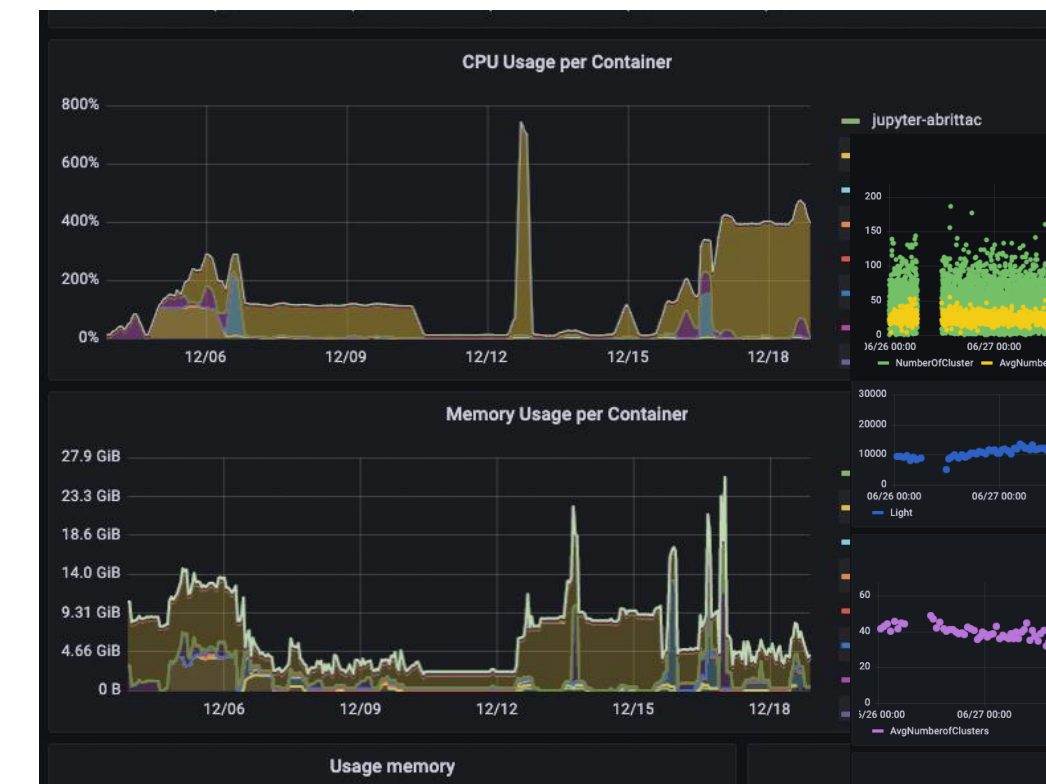 CPU Usage per Container
800%
600%
400%
200%
0%
12/06 12/09 12/12 12/15 12/18
jupyter-abrittac
200
150
100
50
0
06/27 00:00
NumberOfCluster AvgNumbe
Memory Usage per Container
27.9 GiB
23.3 GiB
18.6 GiB
14.0 GiB
9.31 GiB
4.66 GiB
0 B
12/06 12/09 12/12 12/15 12/18
30000
20000
10000
0
06/26 00:00 06/27 00:00
Light
60
40
20
0
5/26 00:00 06/27 00:00
AvgNumberofClusters
Usage memory